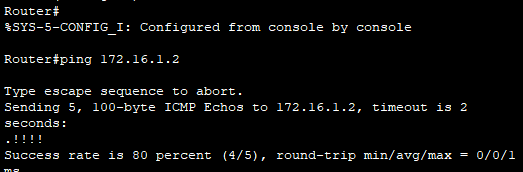 Router#
%SYS-5-CONFIG_I: Configured from console by console
Router#ping 172.16.1.2
Type escape sequence to abort.
Sending 5, 100-byte ICMP Echos to 172.16.1.2, timeout is 2
seconds:
.!!!!
Success rate is 80 percent (4/5), round-trip min/avg/max = 0/0/1
ms